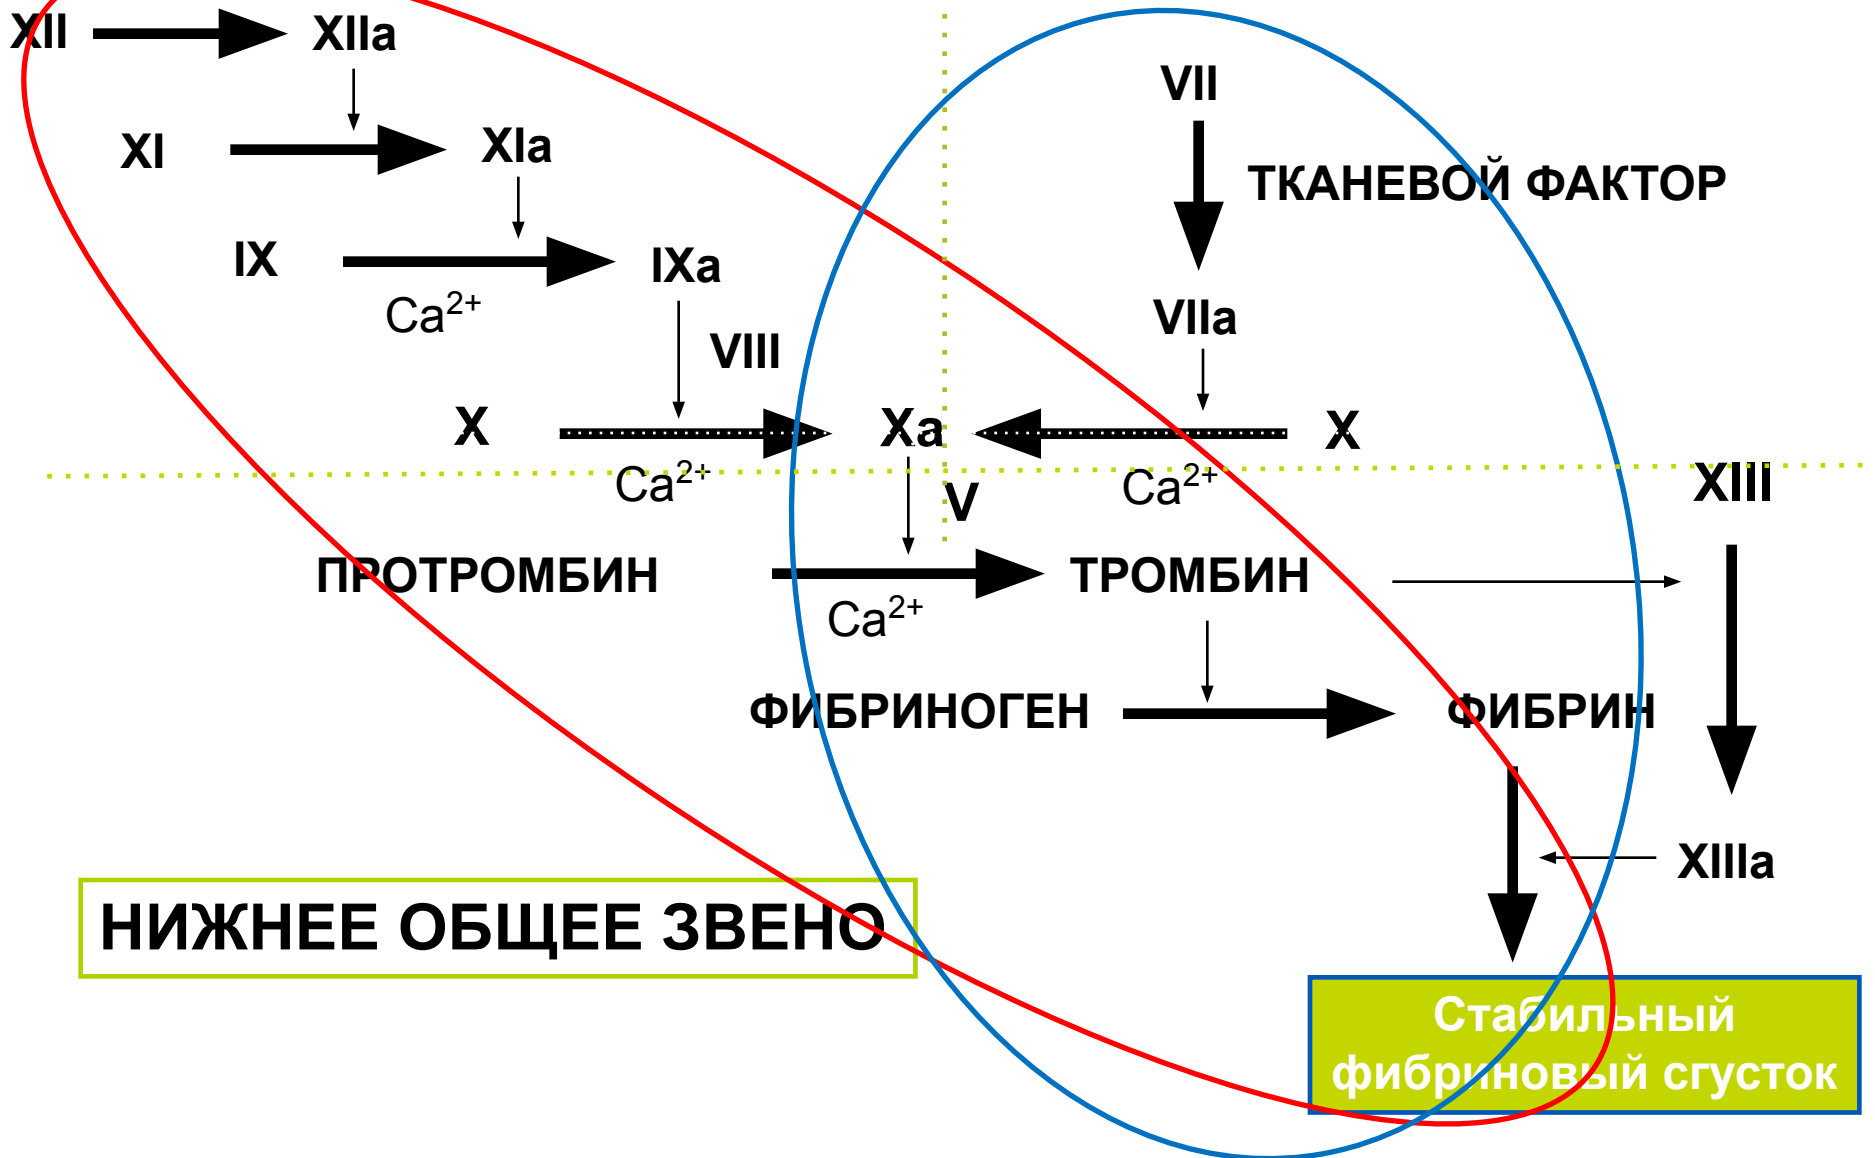 XII XIIa
VII
XI XIa
ТКАНЕВОЙ ФАКТОР
IX IXa
Ca2+
VIIa
VIII
X Xa X
Ca2+ V Ca2+ XIII
ПРОТРОМБИН ТРОМБИН
Ca2+
ФИБРИНОГЕН ФИБРИН
XIIIa
НИЖНЕЕ ОБЩЕЕ ЗВЕНО
Стабильный
фибриновый сгусток